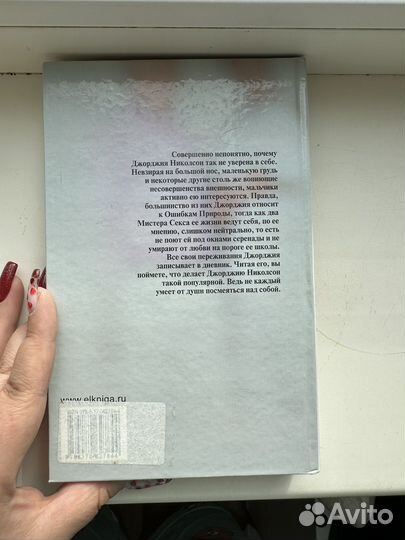 Совершенно непонятно, почему
Джорджия Николсон так не уверена в себе.
Невзирая на большой нос, маленькую грудь
и некоторые другие столь же вопиющие
несовершенства внешности, мальчики
активно ею интересуются. Правда,
большинство из них Джорджия относит
к Ошибкам Природы, тогда как два
Мистера Секса ее жизни ведут себя, по ее
мнению, слишком нейтрально, то есть
не поют ей под окнами серенады и не
умирают от любви на пороге ее школы.
Все свои переживания Джорджия
записывает в дневник. Читая его, вы
поймете, что делает Джорджию Николсон
такой популярной. Ведь не каждый
умеет от души посмеяться над собой.
www.elkniga.ru
Avito